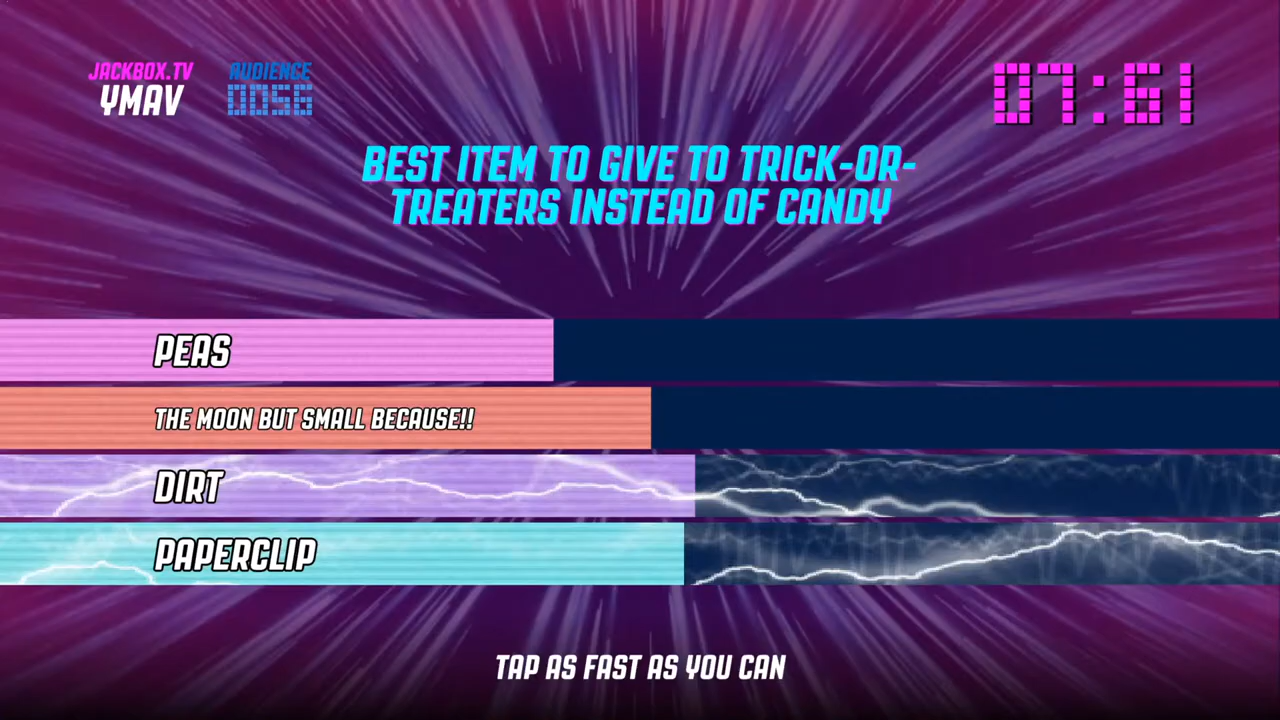 JACKBOX.TV
YMAV
AUDIENCE
0056
07:61
BEST ITEM TO GIVE TO TRICK-OR-
TREATERS INSTEAD OF CANDY
PEAS
THE MOON BUT SMALL BECAUSE!!
DIRT
PAPERCLIP
TAP AS FAST AS YOU CAN